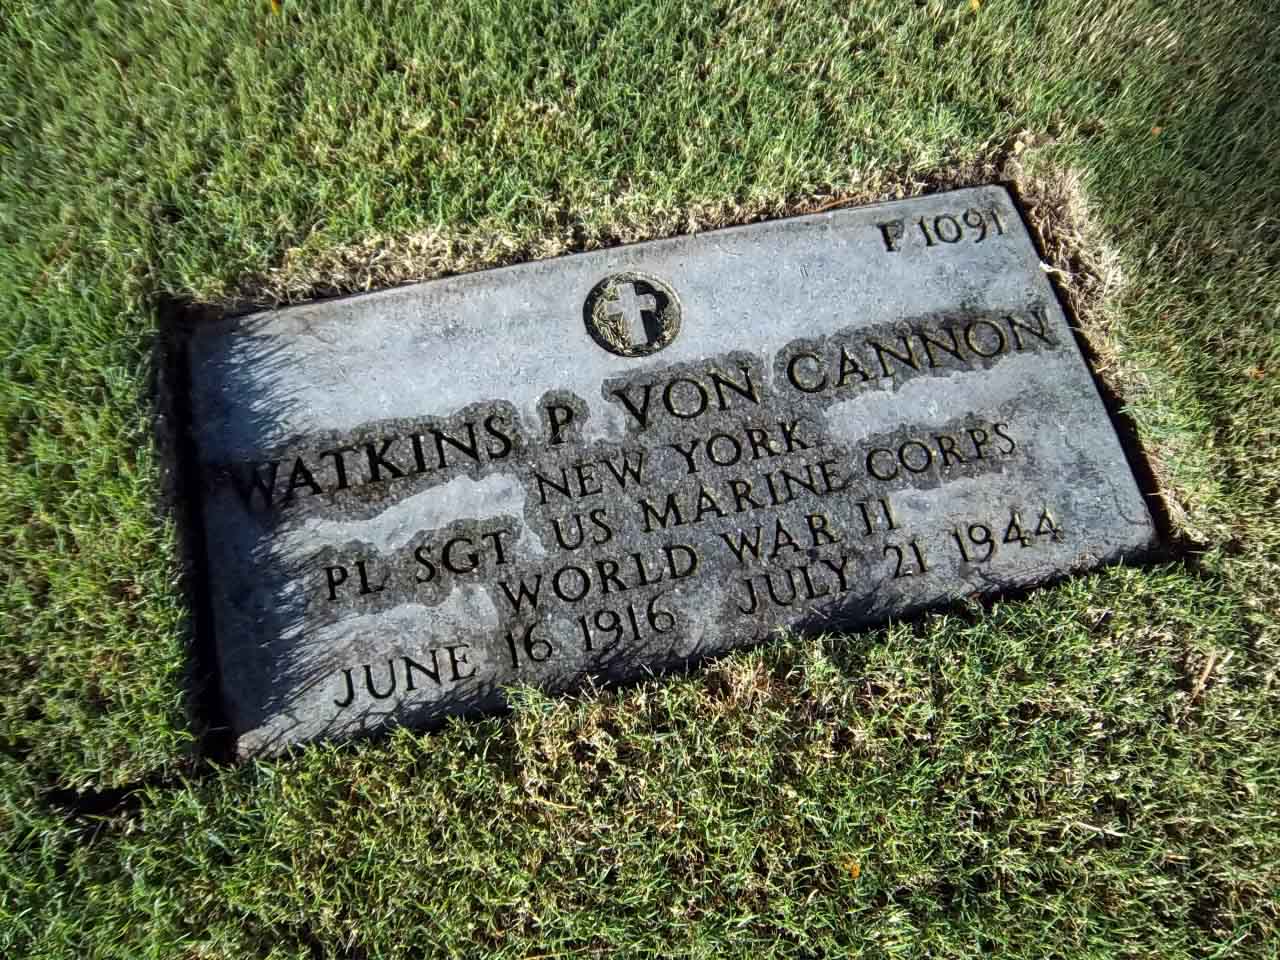 F 1091
WATKINS P VON CANNON
NEW YORK
PL SGT US MARINE CORPS
WORLD WAR II
JUNE 16 1916 JULY 21 1944